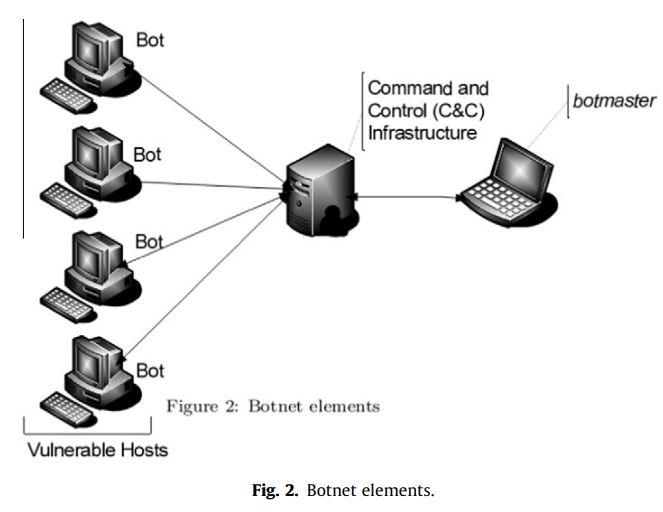 Bot
Bot
Bot
Bot
Command and
Control (C&C)
Infrastructure
botmaster
Figure 2: Botnet elements
Vulnerable Hosts
Fig. 2. Botnet elements.